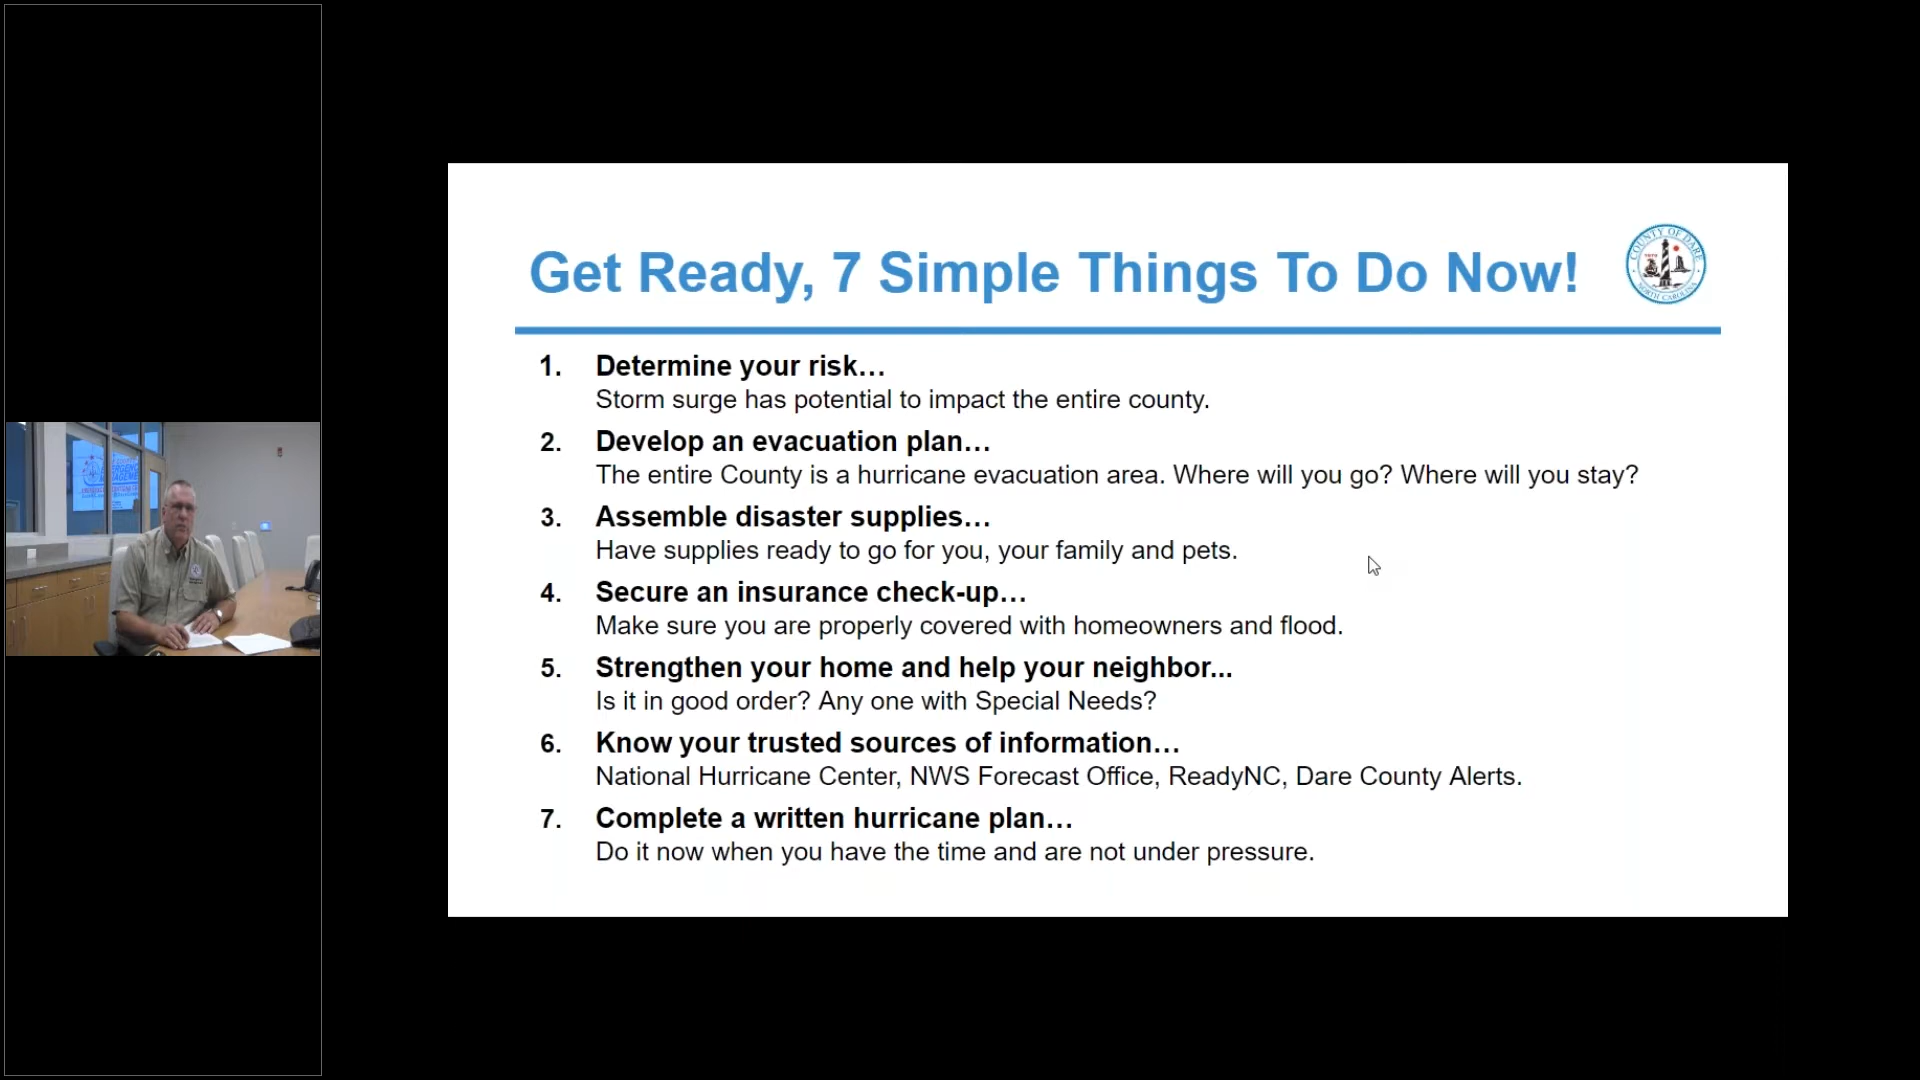 Get Ready, 7 Simple Things To Do Now!
COUNTY OF DARE
NORTH CAROLINA
1. Determine your risk…
Storm surge has potential to impact the entire county.
2. Develop an evacuation plan…
The entire County is a hurricane evacuation area. Where will you go? Where will you stay?
3. Assemble disaster supplies…
Have supplies ready to go for you, your family and pets.
4. Secure an insurance check-up…
Make sure you are properly covered with homeowners and flood.
5. Strengthen your home and help your neighbor...
Is it in good order? Any one with Special Needs?
6. Know your trusted sources of information…
National Hurricane Center, NWS Forecast Office, ReadyNC, Dare County Alerts.
7. Complete a written hurricane plan…
Do it now when you have the time and are not under pressure.